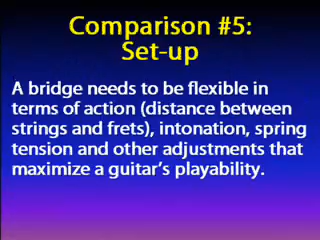 Comparison #5:
Set-up
A bridge needs to be flexible in
terms of action (distance between
strings and frets), intonation, spring
tension and other adjustments that
maximize a guitar's playability.